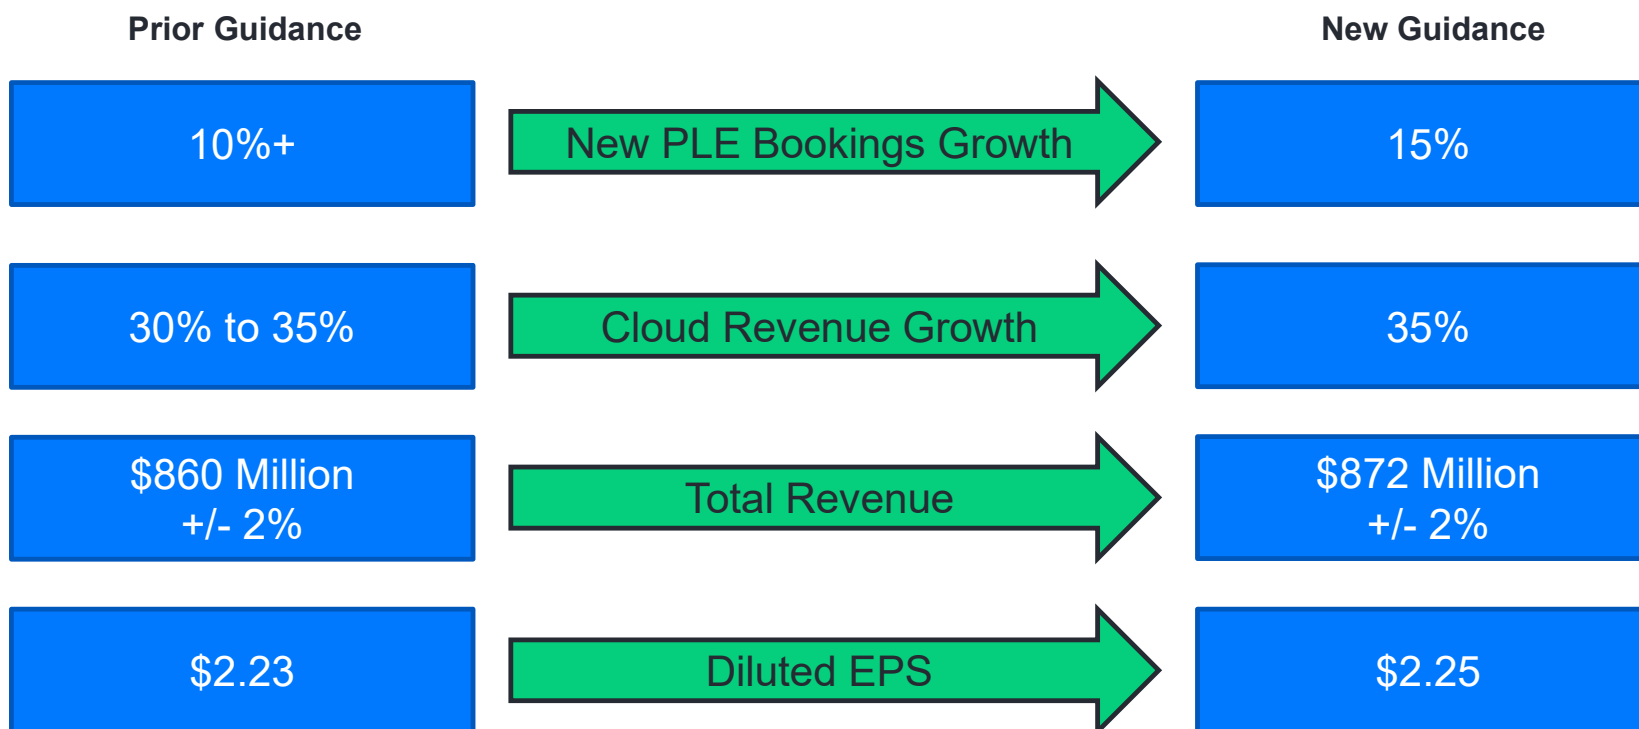 Prior Guidance
New Guidance
10%+
New PLE Bookings Growth
15%
30% to 35%
Cloud Revenue Growth
35%
$860 Million
+/- 2%
Total Revenue
$872 Million
+/- 2%
$2.23
Diluted EPS
$2.25